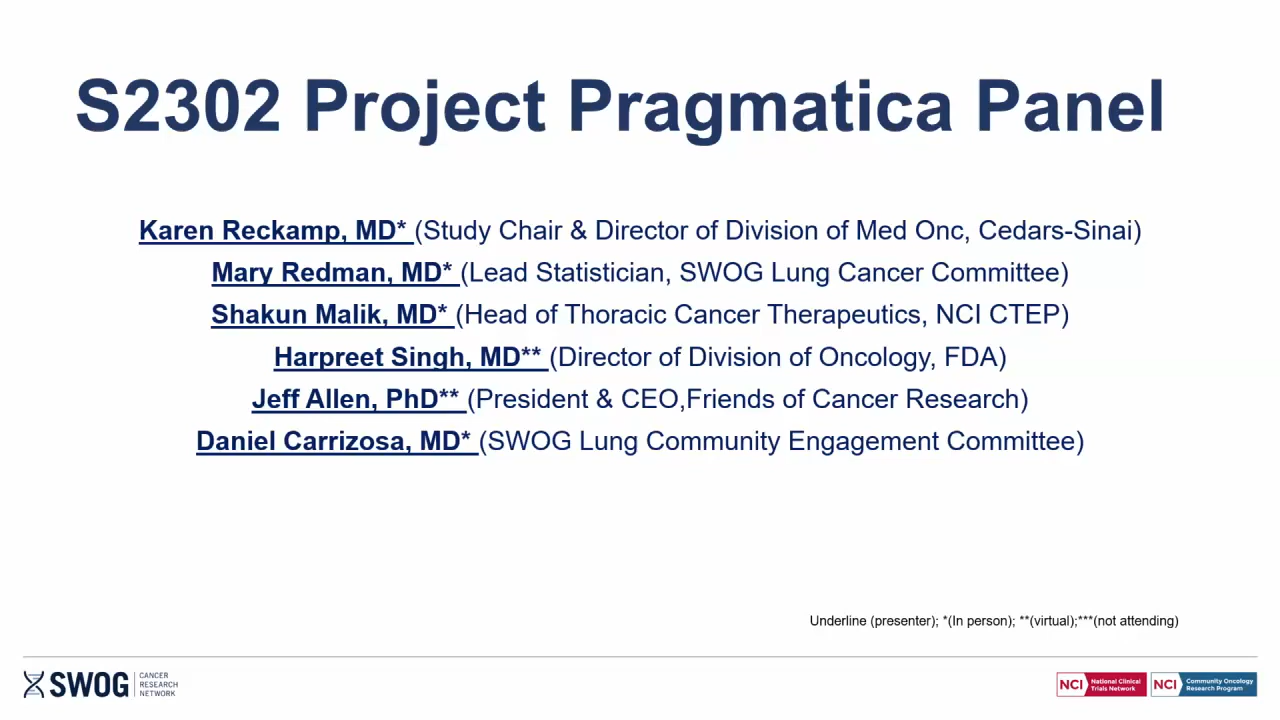 S2302 Project Pragmatica Panel
Karen Reckamp, MD* (Study Chair & Director of Division of Med Onc, Cedars-Sinai)
Mary Redman, MD* (Lead Statistician, SWOG Lung Cancer Committee)
Shakun Malik, MD* (Head of Thoracic Cancer Therapeutics, NCI CTEP)
Harpreet Singh, MD** (Director of Division of Oncology, FDA)
Jeff Allen, PhD** (President & CEO,Friends of Cancer Research)
Daniel Carrizosa, MD* (SWOG Lung Community Engagement Committee)
Underline (presenter); *(In person); **(virtual);***(not attending)
SWOG
CANCER
RESEARCH
NETWORK
NCI
National Clinical
Trials Network
NCI
Community Oncology
Research Program